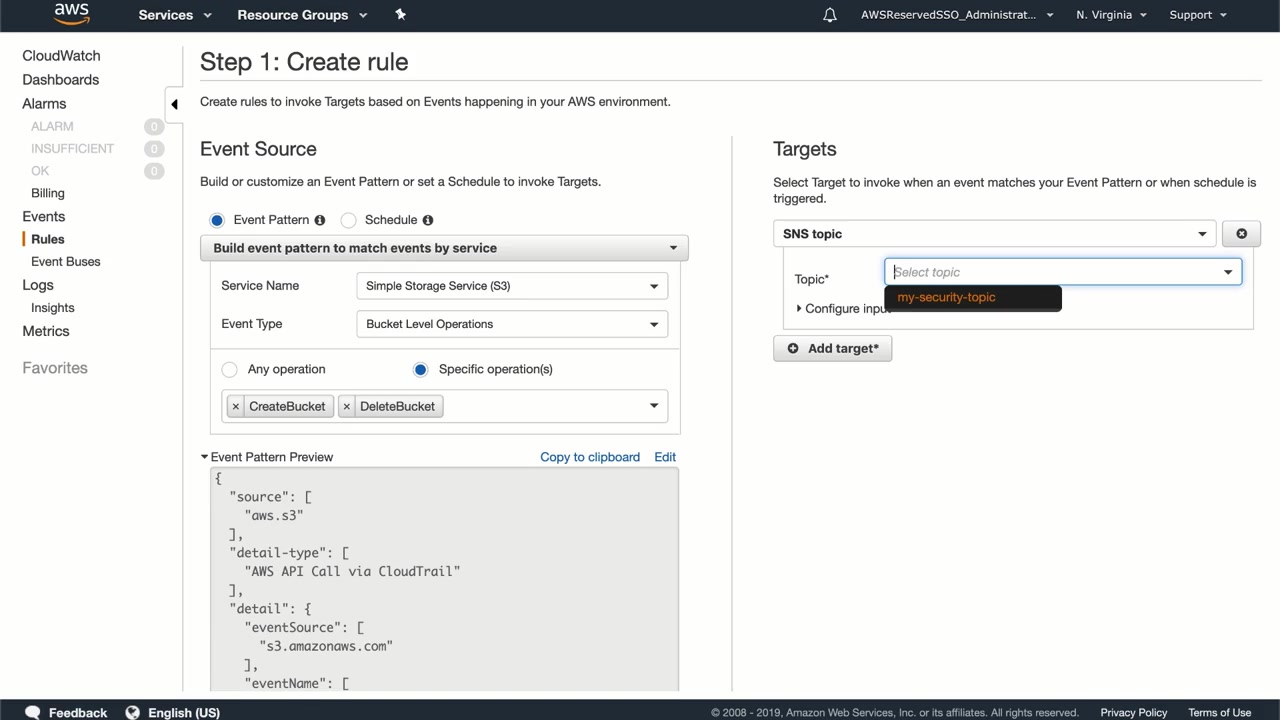 aws
Services
Resource Groups
AWSReservedSSO_Administrat...
N. Virginia
Support
CloudWatch
Dashboards
Alarms
ALARM 0
INSUFFICIENT 0
OK 0
Billing
Events
Rules
Event Buses
Logs
Insights
Metrics
Favorites
Step 1: Create rule
Create rules to invoke Targets based on Events happening in your AWS environment.
Event Source
Build or customize an Event Pattern or set a Schedule to invoke Targets.
Event Pattern
Schedule
Build event pattern to match events by service
Service Name
Simple Storage Service (S3)
Event Type
Bucket Level Operations
Any operation
Specific operation(s)
× CreateBucket
× DeleteBucket
Event Pattern Preview
Copy to clipboard
Edit
{
"source": [
"aws.s3"
],
"detail-type": [
"AWS API Call via CloudTrail"
],
"detail": {
"eventSource": [
"s3.amazonaws.com"
],
"eventName": [
Targets
Select Target to invoke when an event matches your Event Pattern or when schedule is
triggered.
SNS topic
Topic*
Select topic
my-security-topic
Configure input
Add target*
Feedback
English (US)
© 2008 - 2019, Amazon Web Services, Inc. or its affiliates. All rights reserved.
Privacy Policy
Terms of Use